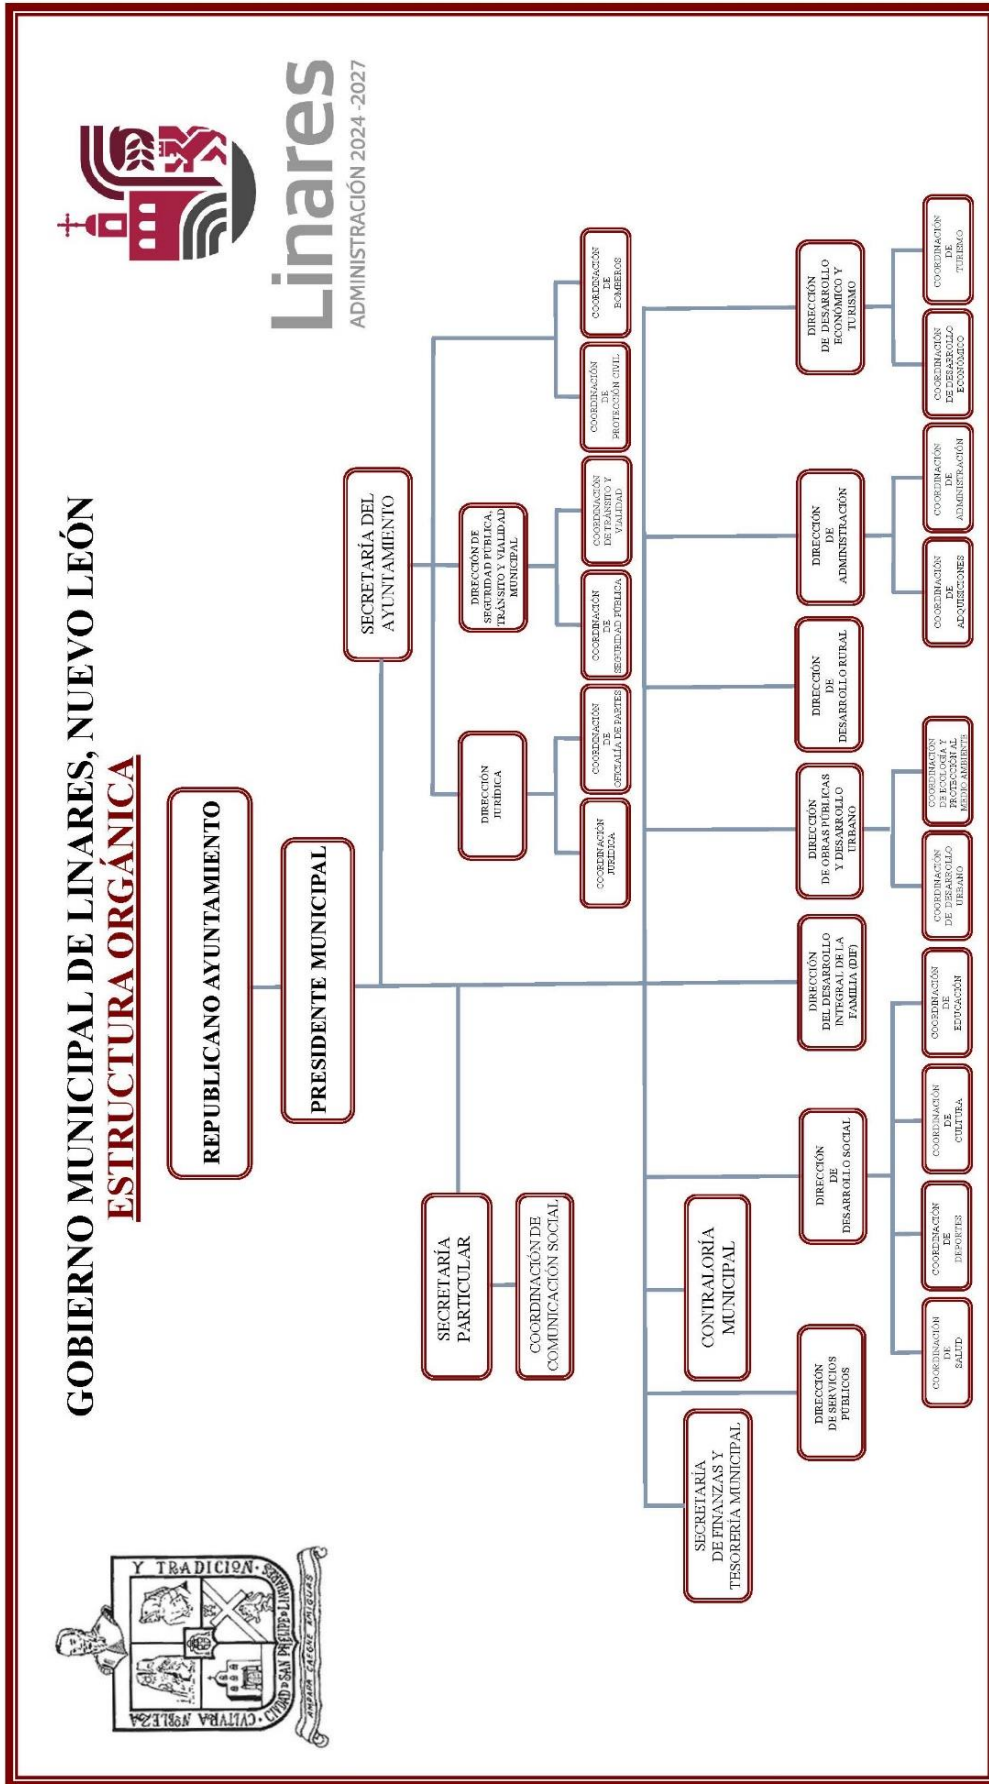 GOBIERNO MUNICIPAL DE LINARES, NUEVO LEÓN
ESTRUCTURA ORGÁNICA
Y TRADICION
CVLTVRA NOBLEZA
CIVDAD D SAN PHELIPE D LINHARES
Linares
ADMINISTRACIÓN 2024 -2027
REPUBLICANO AYUNTAMIENTO
PRESIDENTE MUNICIPAL
SECRETARÍA DEL
AYUNTAMIENTO
SECRETARÍA
PARTICULAR
COORDINACIÓN DE
COMUNICACIÓN SOCIAL
DIRECCIÓN
JURÍDICA
DIRECCIÓN DE
SEGURIDAD PÚBLICA,
TRÁNSITO Y VIALIDAD
MUNICIPAL
COORDINACIÓN
JURÍDICA
COORDINACIÓN
DE
OFICIALÍA DE PARTES
COORDINACIÓN
DE
SEGURIDAD PÚBLICA
COORDINACIÓN
DE TRÁNSITO Y
VIALIDAD
COORDINACIÓN
DE
PROTECCIÓN CIVIL
COORDINACIÓN
DE
BOMBEROS
SECRETARÍA
DE FINANZAS Y
TESORERÍA MUNICIPAL
CONTRALORÍA
MUNICIPAL
DIRECCIÓN
DE SERVICIOS
PÚBLICOS
DIRECCIÓN
DE
DESARROLLO SOCIAL
DIRECCIÓN
DEL DESARROLLO
INTEGRAL DE LA
FAMILIA (DIF)
DIRECCIÓN
DE OBRAS PÚBLICAS
Y DESARROLLO
URBANO
DIRECCIÓN
DE
DESARROLLO RURAL
DIRECCIÓN
DE
ADMINISTRACIÓN
DIRECCIÓN
DE DESARROLLO
ECONÓMICO Y
TURISMO
COORDINACIÓN
DE
SALUD
COORDINACIÓN
DE
DEPORTES
COORDINACIÓN
DE
CULTURA
COORDINACIÓN
DE
EDUCACIÓN
COORDINACIÓN
DE DESARROLLO
URBANO
COORDINACION
DE ECOLOGÍA Y
PROTECCIÓN AL
MEDIO AMBIENTE
COORDINACIÓN
DE
ADQUISICIONES
COORDINACIÓN
DE
ADMINISTRACIÓN
COORDINACIÓN
DE DESARROLLO
ECONÓMICO
COORDINACIÓN
DE
TURISMO